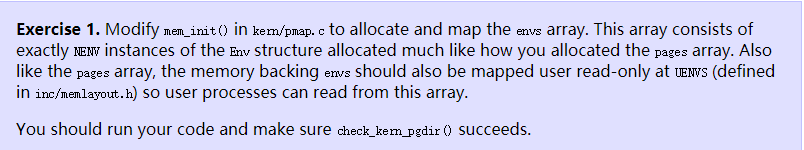 Exercise 1. Modify mem_init() in kern/pmap.c to allocate and map the envs array. This array consists of
exactly NENV instances of the Env structure allocated much like how you allocated the pages array. Also
like the pages array, the memory backing envs should also be mapped user read-only at UENVS (defined
in inc/memlayout.h) so user processes can read from this array.
You should run your code and make sure check_kern_pgdir() succeeds.